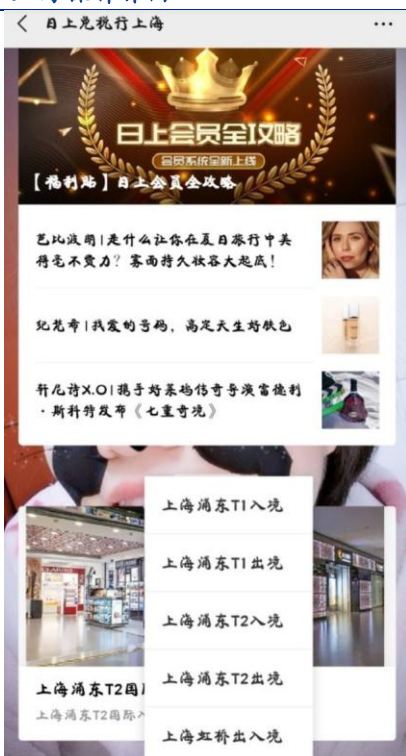 日上免税行上海
日上会员全攻略
会员系统全新上线
【福利站】日上会员全攻略
芭比波朗|是什么让你在夏日旅行中美
得毫不费力？雾面持久妆容大起底！
纪梵希|我爱的号码，高定天生好肤色
轩尼诗X.O|携手好莱坞传奇导演雷德利
·斯科特发布《七重奇境》
上海浦东T1入境
上海浦东T1出境
上海浦东T2入境
上海浦东T2出境
上海虹桥出入境
上海浦东T2国
上海浦东T2国际入